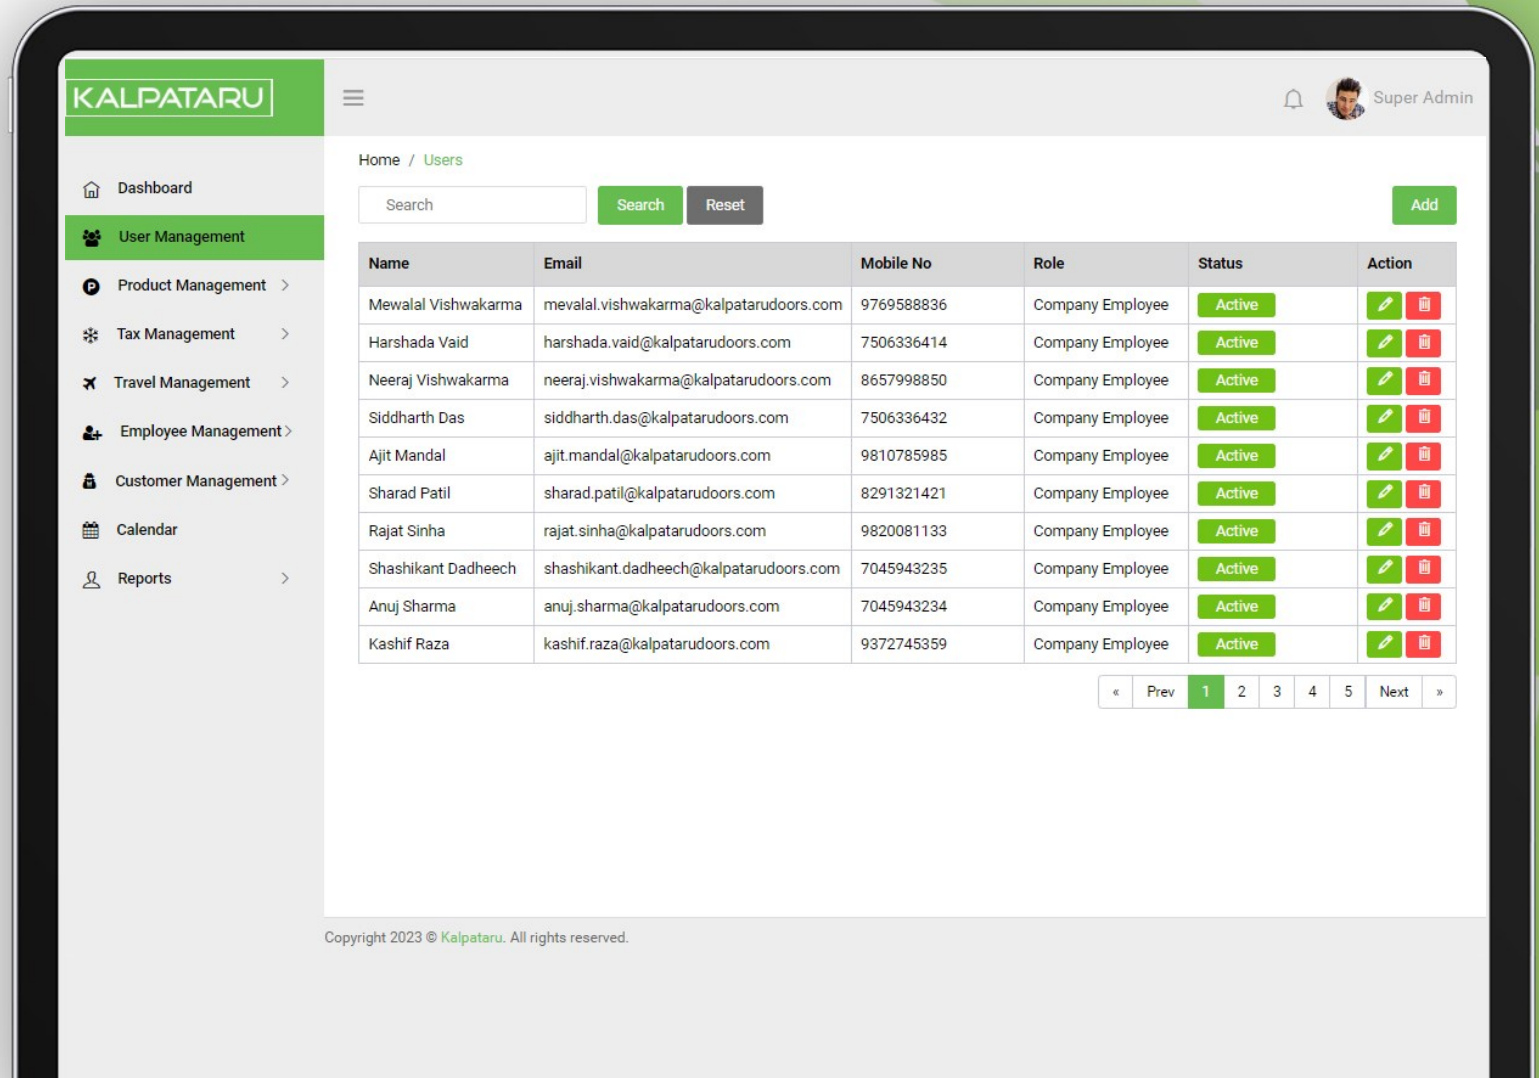 KALPATARU
Super Admin
Home / Users
Dashboard
Search Search Reset Add
User Management
Name Email Mobile No Role Status Action
Product Management
Mewalal Vishwakarma mevalal.vishwakarma@kalpatarudoors.com 9769588836 Company Employee Active
Tax Management
Harshada Vaid harshada.vaid@kalpatarudoors.com 7506336414 Company Employee Active
Travel Management
Neeraj Vishwakarma neeraj.vishwakarma@kalpatarudoors.com 8657998850 Company Employee Active
Siddharth Das siddharth.das@kalpatarudoors.com 7506336432 Company Employee Active
Employee Management
Ajit Mandal ajit.mandal@kalpatarudoors.com 9810785985 Company Employee Active
Customer Management
Sharad Patil sharad.patil@kalpatarudoors.com 8291321421 Company Employee Active
Calendar
Rajat Sinha rajat.sinha@kalpatarudoors.com 9820081133 Company Employee Active
Shashikant Dadheech shashikant.dadheech@kalpatarudoors.com 7045943235 Company Employee Active
Reports
Anuj Sharma anuj.sharma@kalpatarudoors.com 7045943234 Company Employee Active
Kashif Raza kashif.raza@kalpatarudoors.com 9372745359 Company Employee Active
« Prev 1 2 3 4 5 Next »
Copyright 2023 © Kalpataru. All rights reserved.